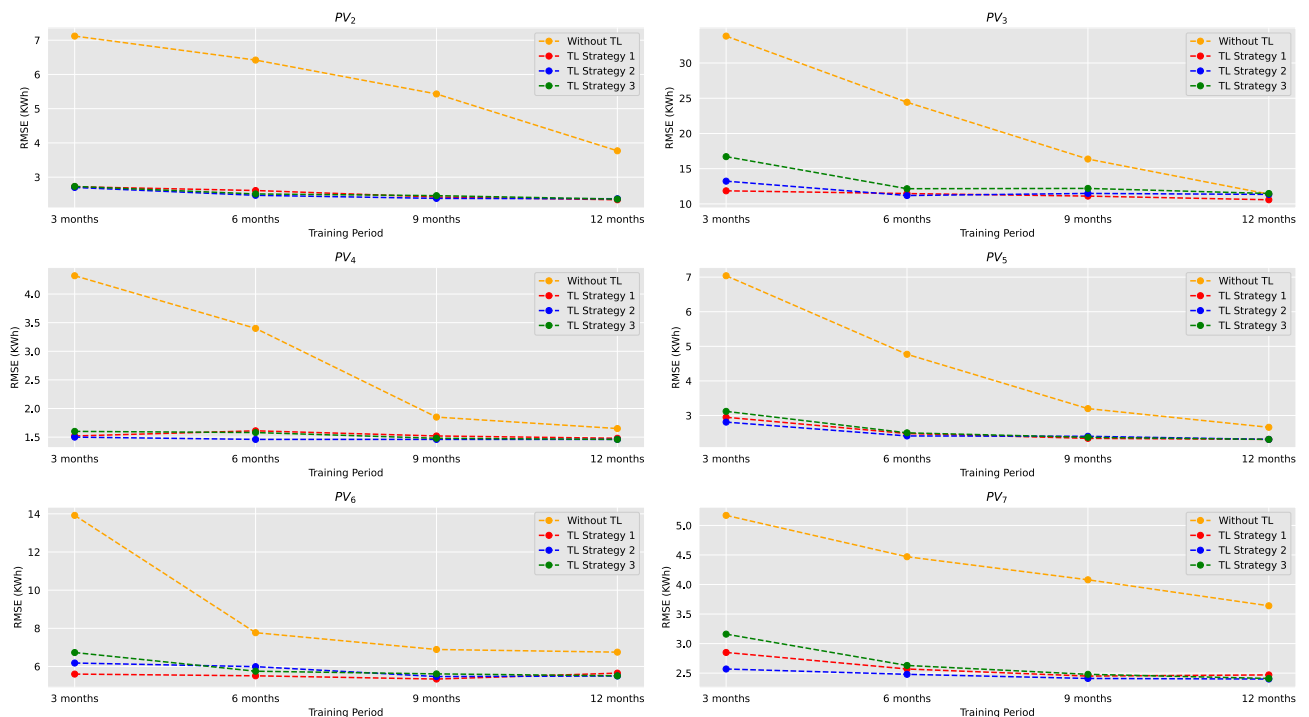 PV2
RMSE (KWh)
7
6
5
4
3
Without TL
TL Strategy 1
TL Strategy 2
TL Strategy 3
3 months 6 months 9 months 12 months
Training Period
PV3
RMSE (KWh)
30
25
20
15
10
Without TL
TL Strategy 1
TL Strategy 2
TL Strategy 3
3 months 6 months 9 months 12 months
Training Period
PV4
RMSE (KWh)
4.0
3.5
3.0
2.5
2.0
1.5
Without TL
TL Strategy 1
TL Strategy 2
TL Strategy 3
3 months 6 months 9 months 12 months
Training Period
PV5
RMSE (KWh)
7
6
5
4
3
Without TL
TL Strategy 1
TL Strategy 2
TL Strategy 3
3 months 6 months 9 months 12 months
Training Period
PV6
RMSE (KWh)
14
12
10
8
6
Without TL
TL Strategy 1
TL Strategy 2
TL Strategy 3
3 months 6 months 9 months 12 months
Training Period
PV7
RMSE (KWh)
5.0
4.5
4.0
3.5
3.0
2.5
Without TL
TL Strategy 1
TL Strategy 2
TL Strategy 3
3 months 6 months 9 months 12 months
Training Period